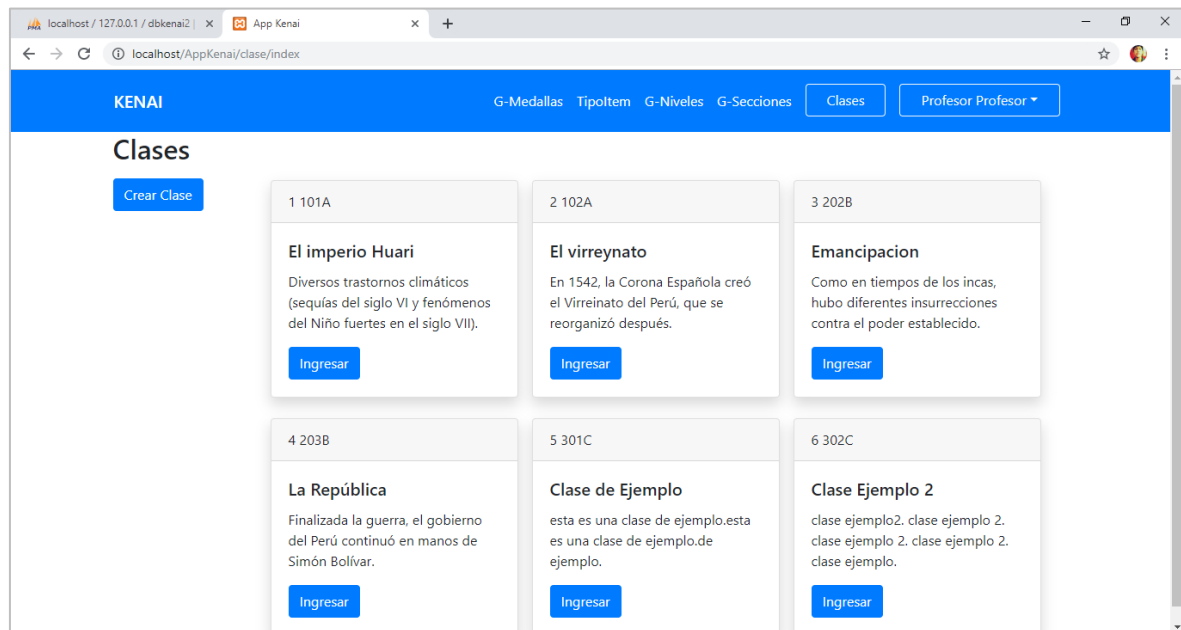 localhost / 127.0.0.1 / dbkenai2 |
App Kenai
localhost/AppKenai/clase/index
KENAI
G-Medallas TipoItem G-Niveles G-Secciones Clases Profesor Profesor
Clases
Crear Clase
1 101A
El imperio Huari
Diversos trastornos climáticos
(sequías del siglo VI y fenómenos
del Niño fuertes en el siglo VII).
Ingresar
2 102A
El virreynato
En 1542, la Corona Española creó
el Virreinato del Perú, que se
reorganizó después.
Ingresar
3 202B
Emancipacion
Como en tiempos de los incas,
hubo diferentes insurrecciones
contra el poder establecido.
Ingresar
4 203B
La República
Finalizada la guerra, el gobierno
del Perú continuó en manos de
Simón Bolívar.
Ingresar
5 301C
Clase de Ejemplo
esta es una clase de ejemplo.esta
es una clase de ejemplo.de
ejemplo.
Ingresar
6 302C
Clase Ejemplo 2
clase ejemplo2. clase ejemplo 2.
clase ejemplo 2. clase ejemplo 2.
clase ejemplo.
Ingresar